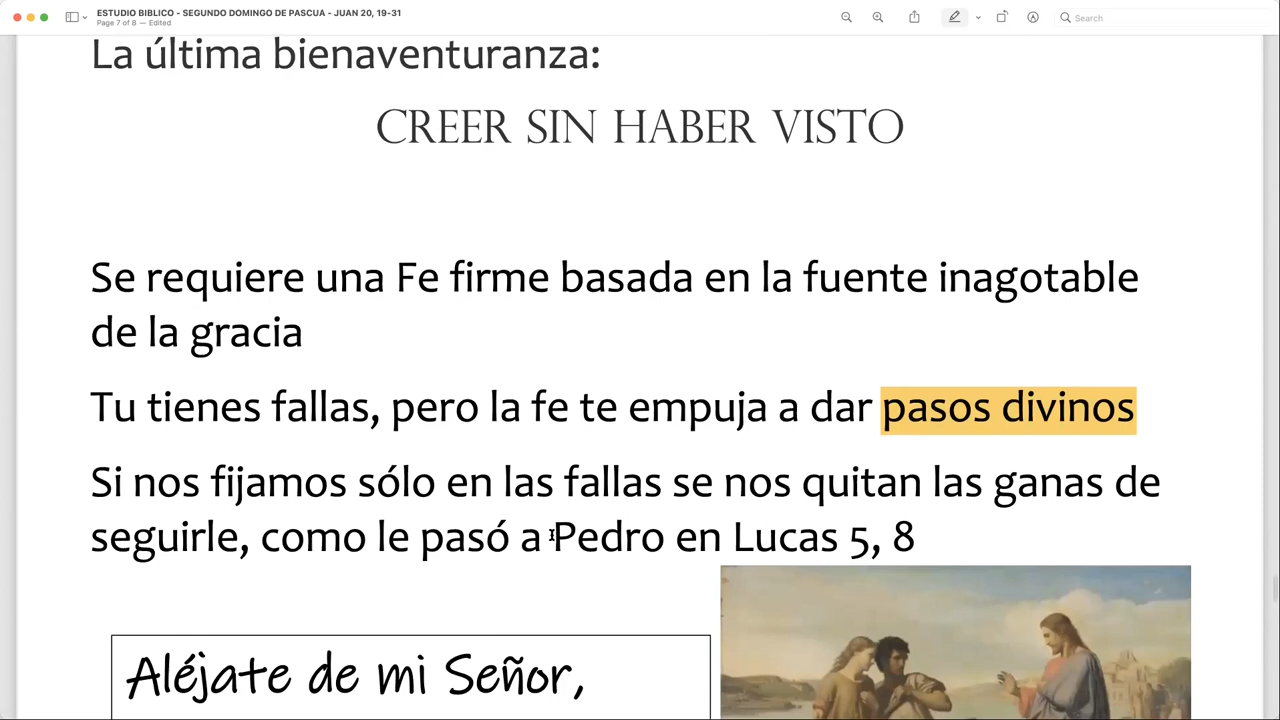 ESTUDIO BIBLICO - SEGUNDO DOMINGO DE PASCUA - JUAN 20, 19-31
Page 7 of 8 — Edited
Search
La última bienaventuranza:
CREER SIN HABER VISTO
Se requiere una Fe firme basada en la fuente inagotable
de la gracia
Tu tienes fallas, pero la fe te empuja a dar pasos divinos
Si nos fijamos sólo en las fallas se nos quitan las ganas de
seguirle, como le pasó a Pedro en Lucas 5, 8
Aléjate de mi Señor,